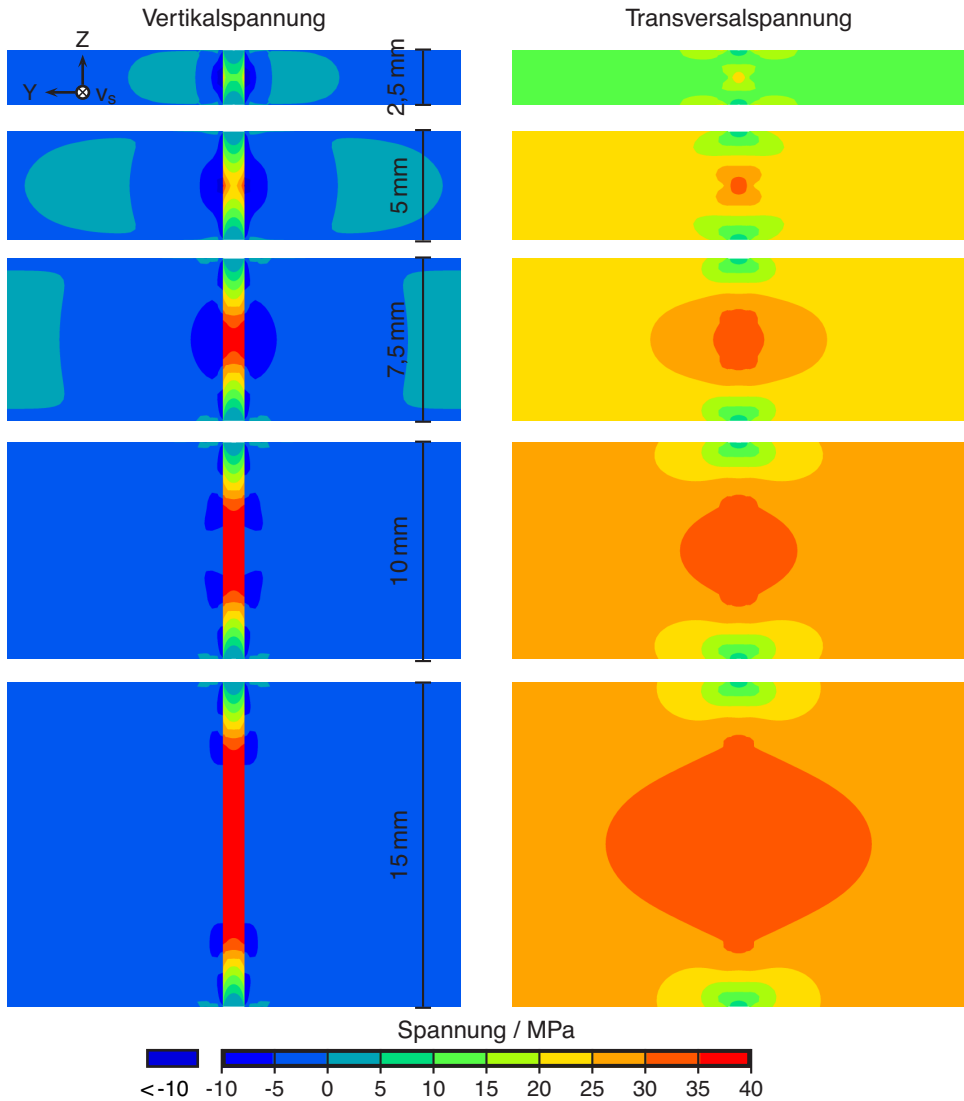 Vertikalspannung
Transversalspannung
Z
Y
vs
2,5 mm
5 mm
7,5 mm
10 mm
15 mm
Spannung / MPa
<-10 -10 -5 0 5 10 15 20 25 30 35 40